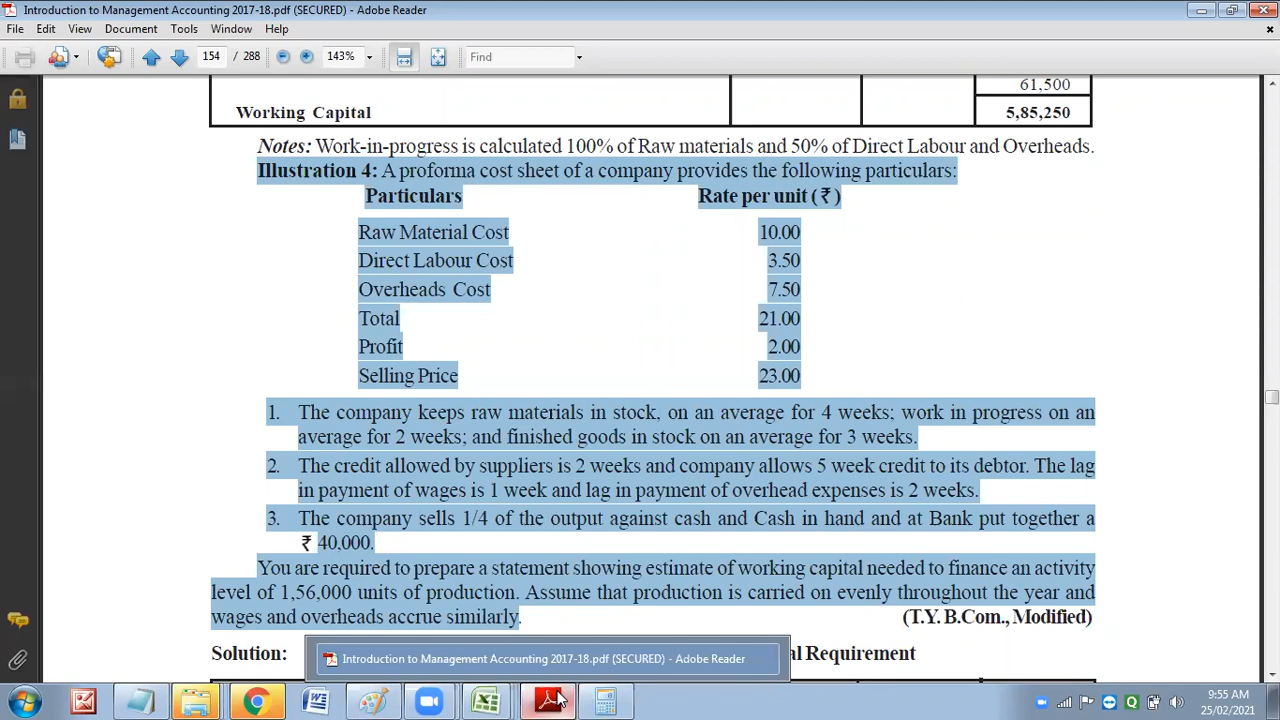 Introduction to Management Accounting 2017-18.pdf (SECURED) - Adobe Reader
File Edit View Document Tools Window Help
154 / 288 143% Find
61,500
Working Capital 5,85,250
Notes: Work-in-progress is calculated 100% of Raw materials and 50% of Direct Labour and Overheads.
Illustration 4: A proforma cost sheet of a company provides the following particulars:
Particulars Rate per unit (₹)
Raw Material Cost 10.00
Direct Labour Cost 3.50
Overheads Cost 7.50
Total 21.00
Profit 2.00
Selling Price 23.00
1. The company keeps raw materials in stock, on an average for 4 weeks; work in progress on an
average for 2 weeks; and finished goods in stock on an average for 3 weeks.
2. The credit allowed by suppliers is 2 weeks and company allows 5 week credit to its debtor. The lag
in payment of wages is 1 week and lag in payment of overhead expenses is 2 weeks.
3. The company sells 1/4 of the output against cash and Cash in hand and at Bank put together a
₹ 40,000.
You are required to prepare a statement showing estimate of working capital needed to finance an activity
level of 1,56,000 units of production. Assume that production is carried on evenly throughout the year and
wages and overheads accrue similarly. (T.Y. B.Com., Modified)
Solution: al Requirement
Introduction to Management Accounting 2017-18.pdf (SECURED) - Adobe Reader
9:55 AM
25/02/2021